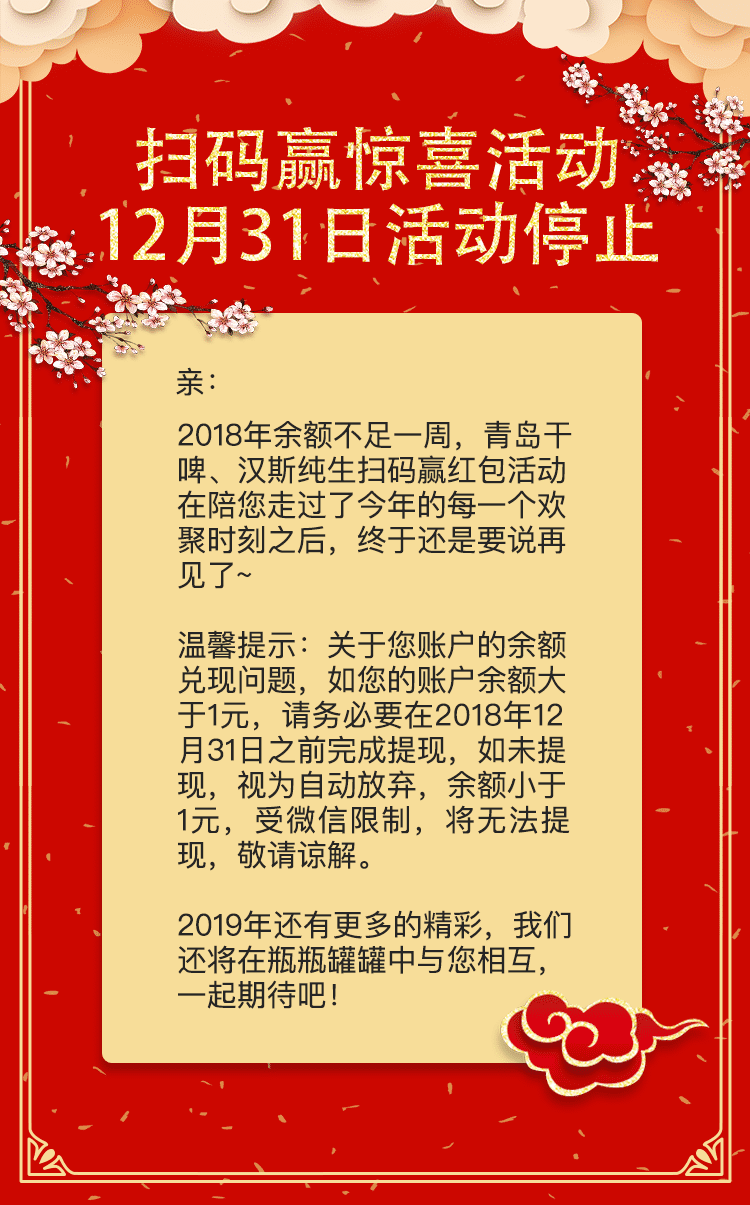 扫码赢惊喜活动
12月31日活动停止
亲：
2018年余额不足一周，青岛干
啤、汉斯纯生扫码赢红包活动
在陪您走过了今年的每一个欢
聚时刻之后，终于还是要说再
见了~
温馨提示：关于您账户的余额
兑现问题，如您的账户余额大
于1元，请务必要在2018年12
月31日之前完成提现，如未提
现，视为自动放弃，余额小于
1元，受微信限制，将无法提
现，敬请谅解。
2019年还有更多的精彩，我们
还将在瓶瓶罐罐中与您相互，
一起期待吧！